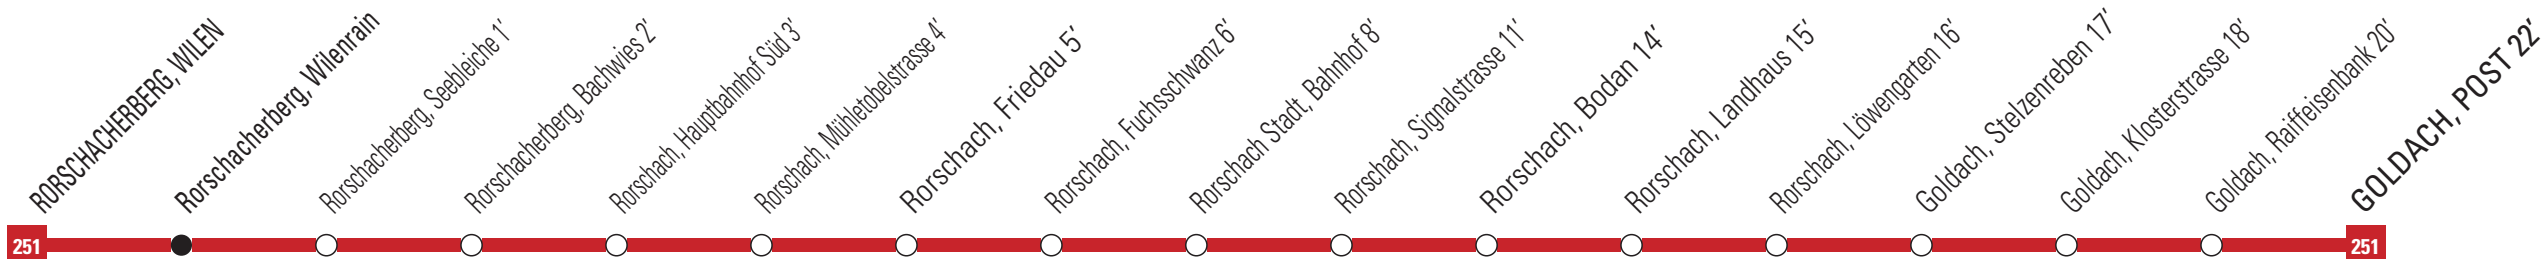 RORSCHACHERBERG, WILEN
Rorschacherberg, Wilenrain
Rorschacherberg, Seebleiche 1′
Rorschacherberg, Bachwies 2′
Rorschach, Hauptbahnhof Süd 3′
Rorschach, Mühletobelstrasse 4′
Rorschach, Friedau 5′
Rorschach, Fuchsschwanz 6′
Rorschach Stadt, Bahnhof 8′
Rorschach, Signalstrasse 11′
Rorschach, Bodan 14′
Rorschach, Landhaus 15′
Rorschach, Löwengarten 16′
Goldach, Stelzenreben 17′
Goldach, Klosterstrasse 18′
Goldach, Raiffeisenbank 20′
GOLDACH, POST 22′
251
251